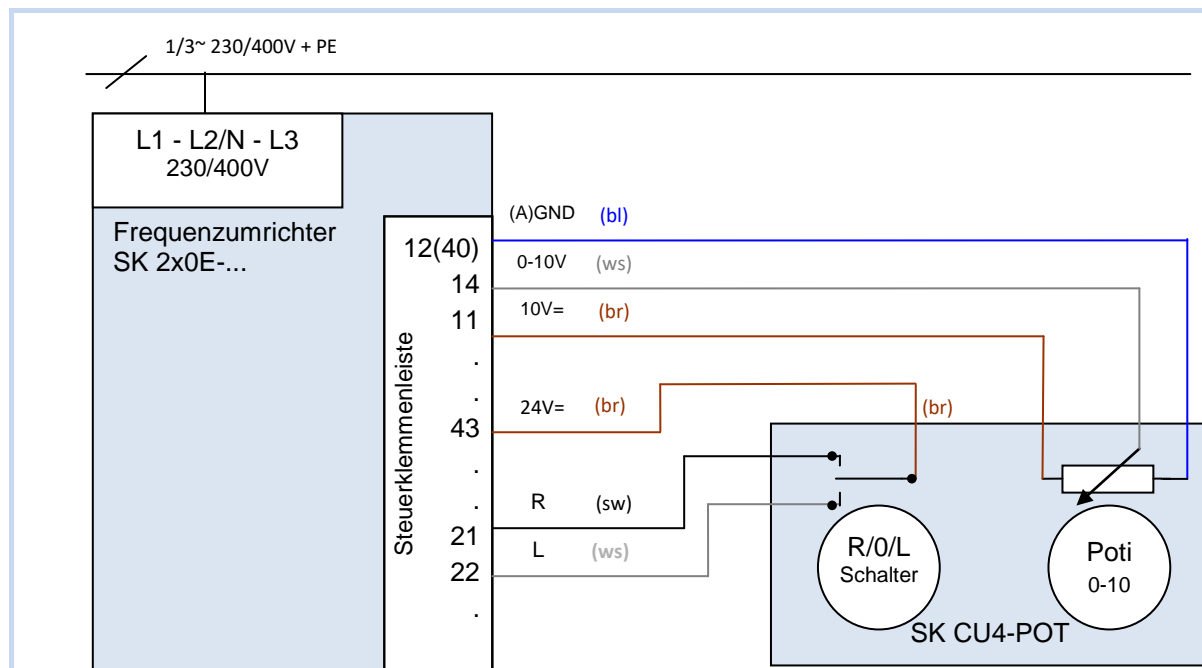 1/3~ 230/400V + PE
L1 - L2/N - L3
230/400V
Frequenzumrichter
SK 2x0E-...
Steuerklemmenleiste
12(40)
14
11
.
.
43
.
.
21
22
.
(A)GND (bl)
0-10V (ws)
10V= (br)
24V= (br)
(br)
R (sw)
L (ws)
R/0/L
Schalter
Poti
0-10
SK CU4-POT